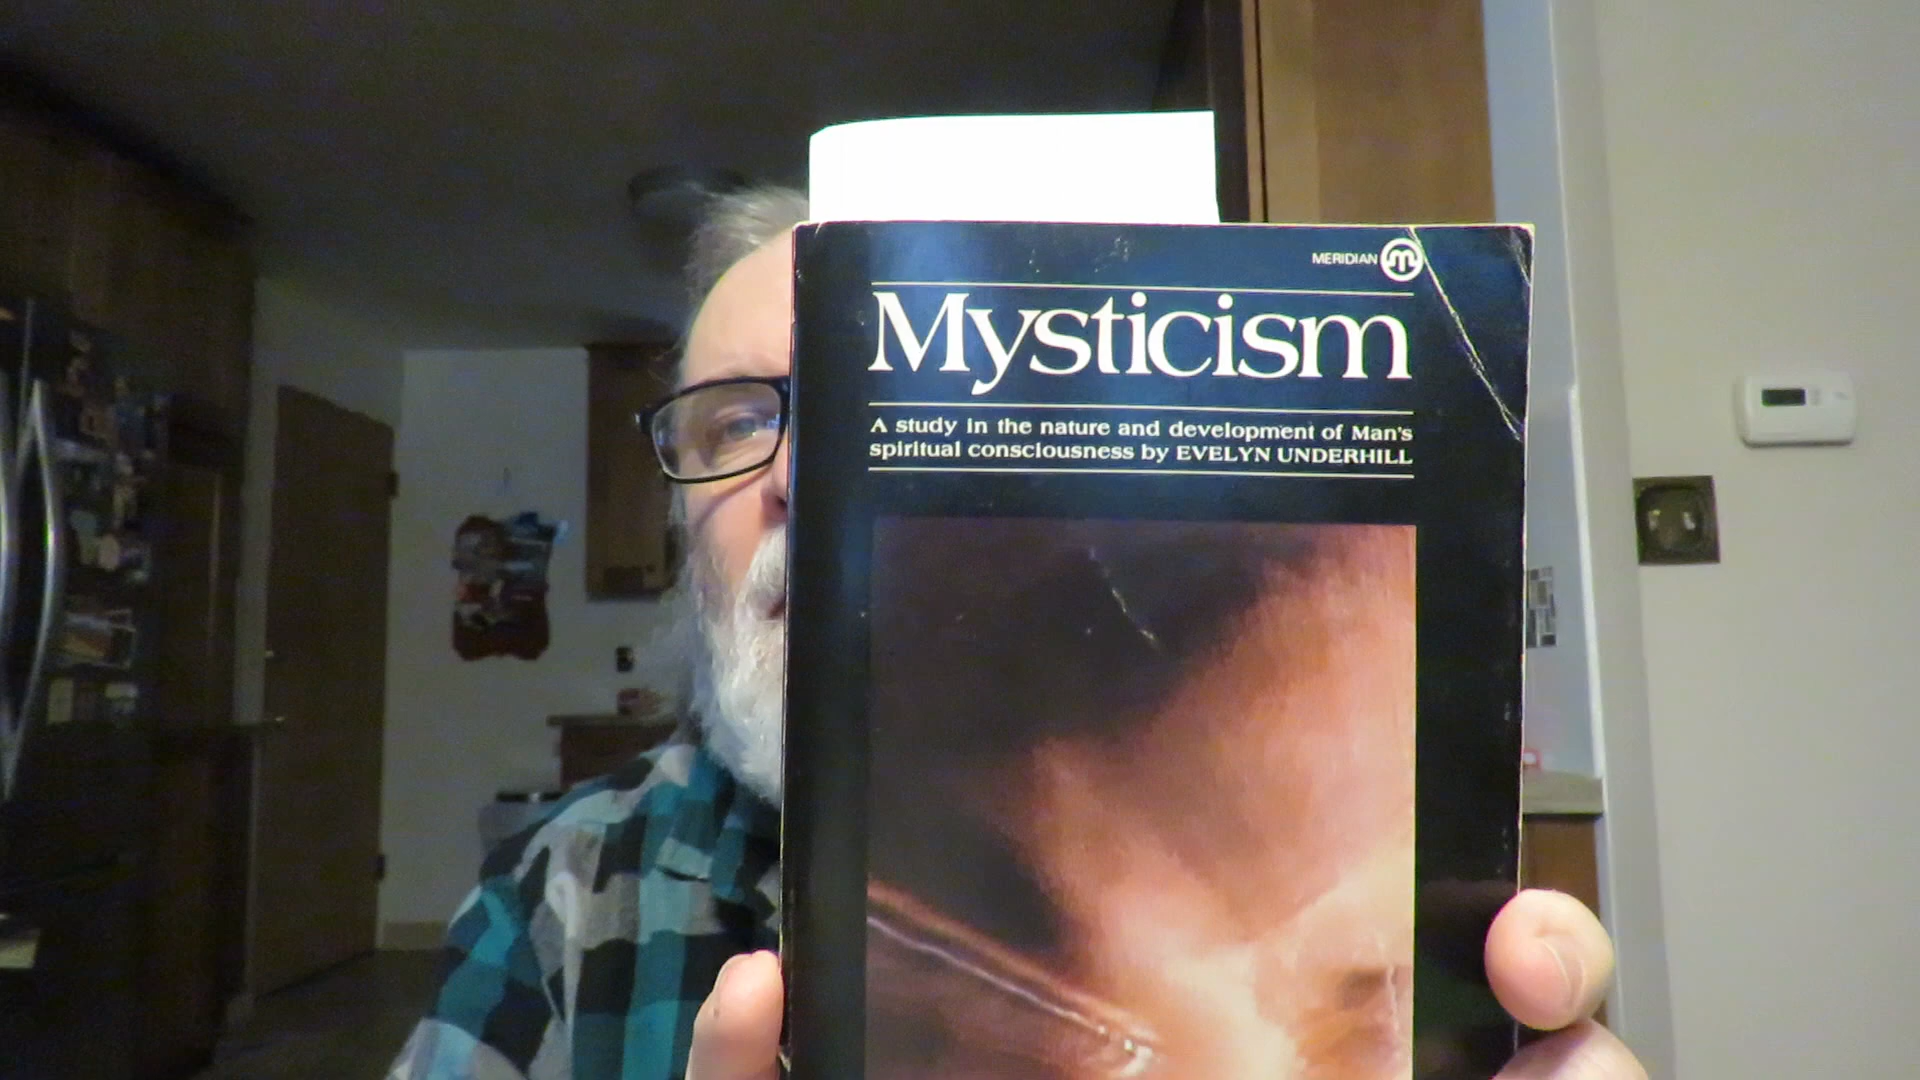 MERIDIAN
Mysticism
A study in the nature and development of Man's
spiritual consciousness by EVELYN UNDERHILL